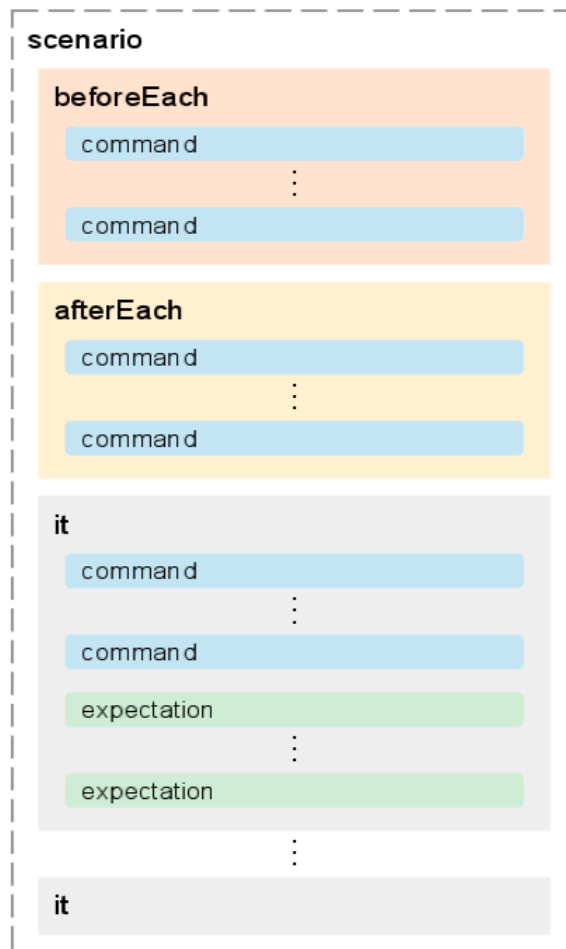 scenario
beforeEach
command
command
afterEach
command
command
it
command
command
expectation
expectation
it